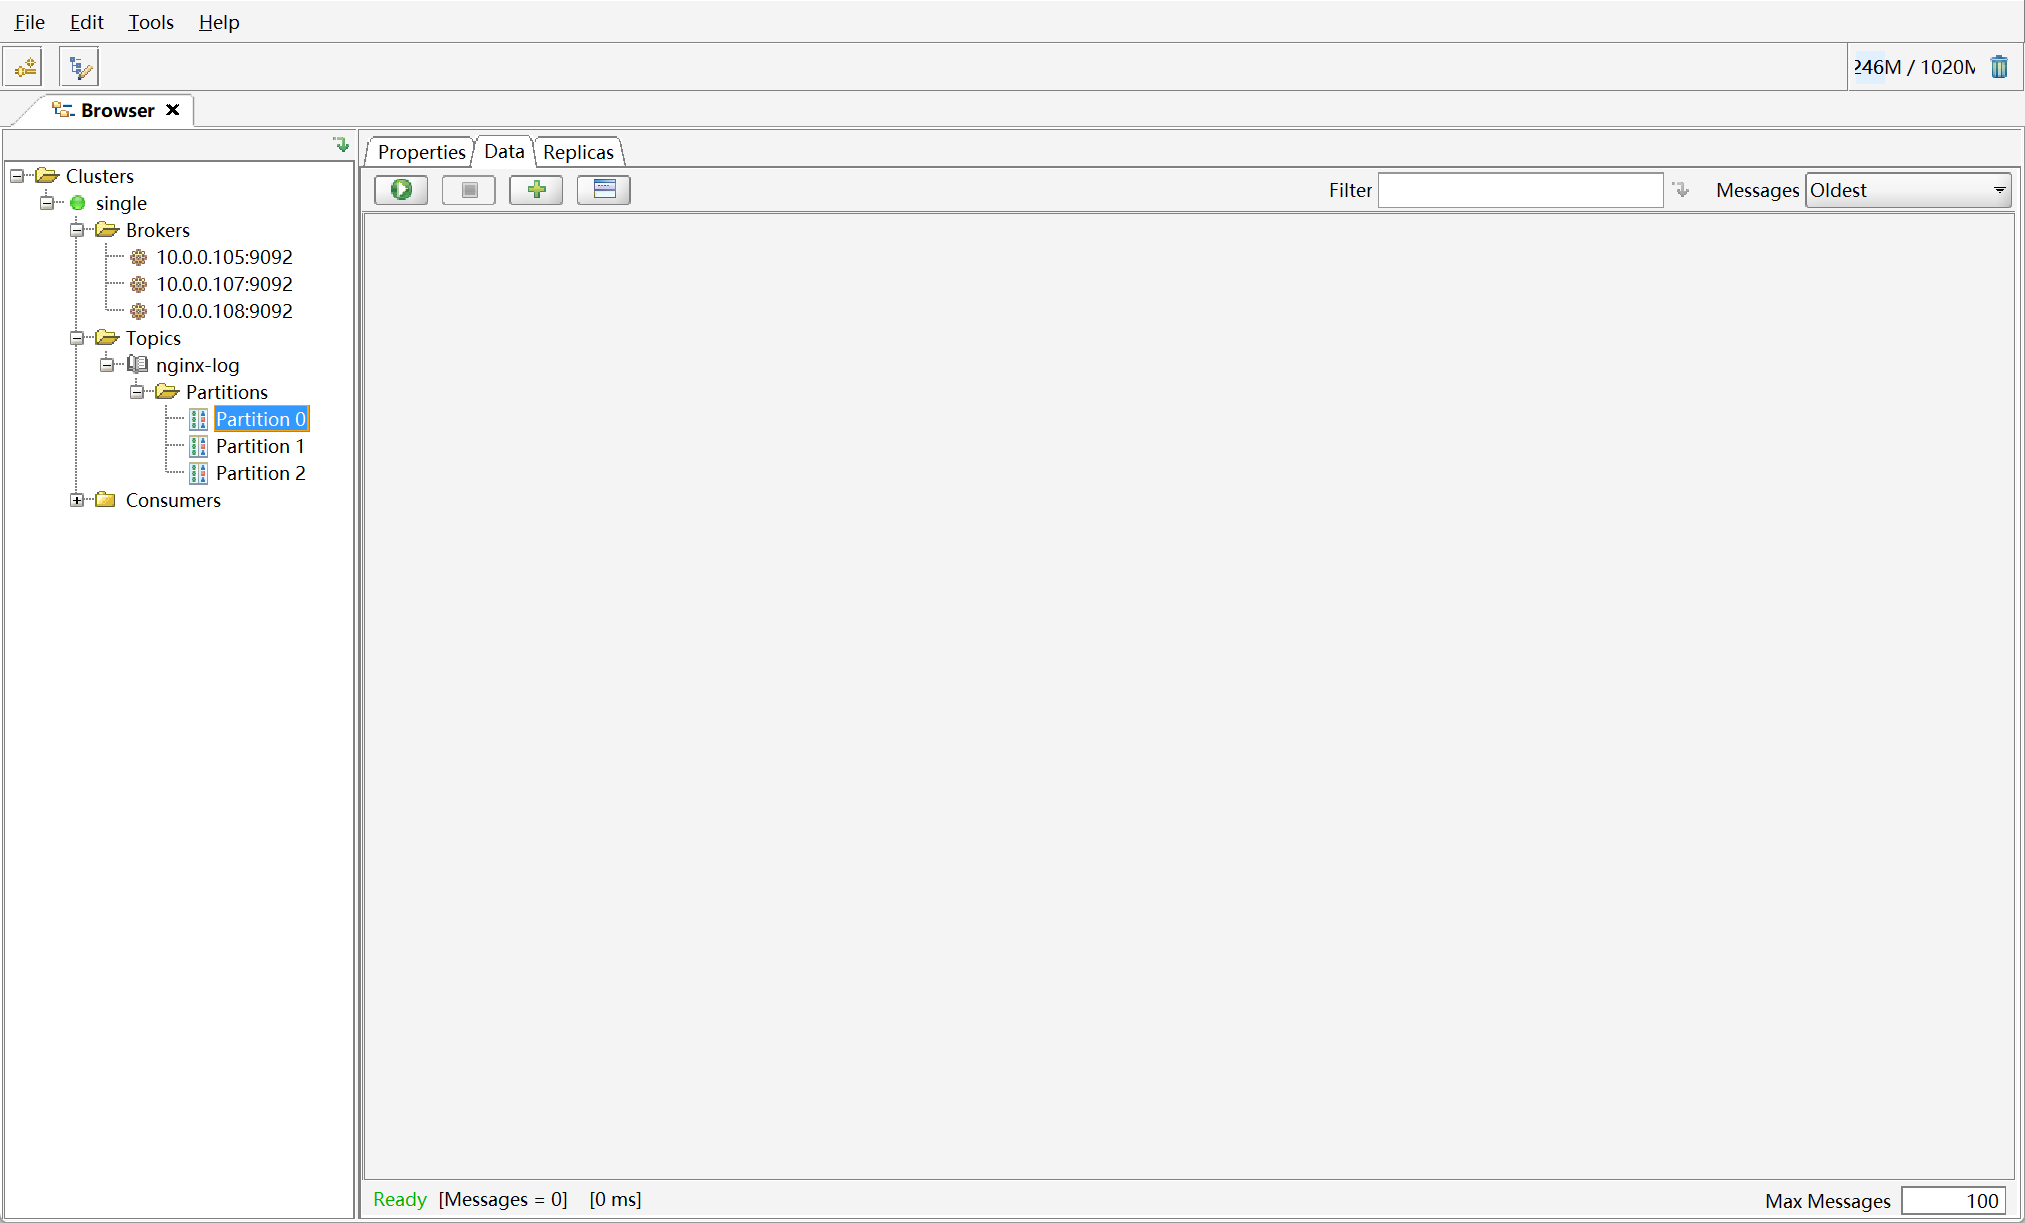 File Edit Tools Help
246M / 1020M
Browser
Properties Data Replicas
Filter Messages Oldest
Clusters
single
Brokers
10.0.0.105:9092
10.0.0.107:9092
10.0.0.108:9092
Topics
nginx-log
Partitions
Partition 0
Partition 1
Partition 2
Consumers
Ready [Messages = 0] [0 ms]
Max Messages 100